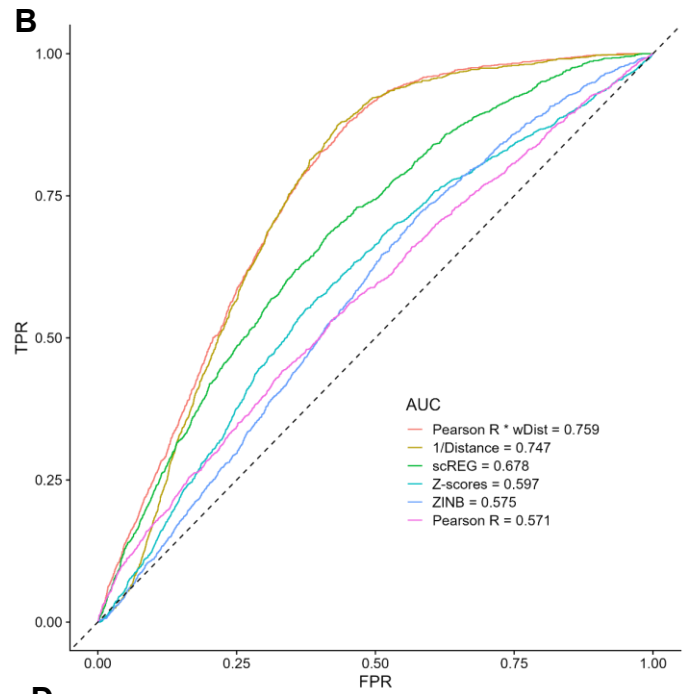 B
1.00
0.75
0.50
0.25
0.00
TPR
AUC
Pearson R * wDist = 0.759
1/Distance = 0.747
scREG = 0.678
Z-scores = 0.597
ZINB = 0.575
Pearson R = 0.571
0.00 0.25 0.50 0.75 1.00
FPR